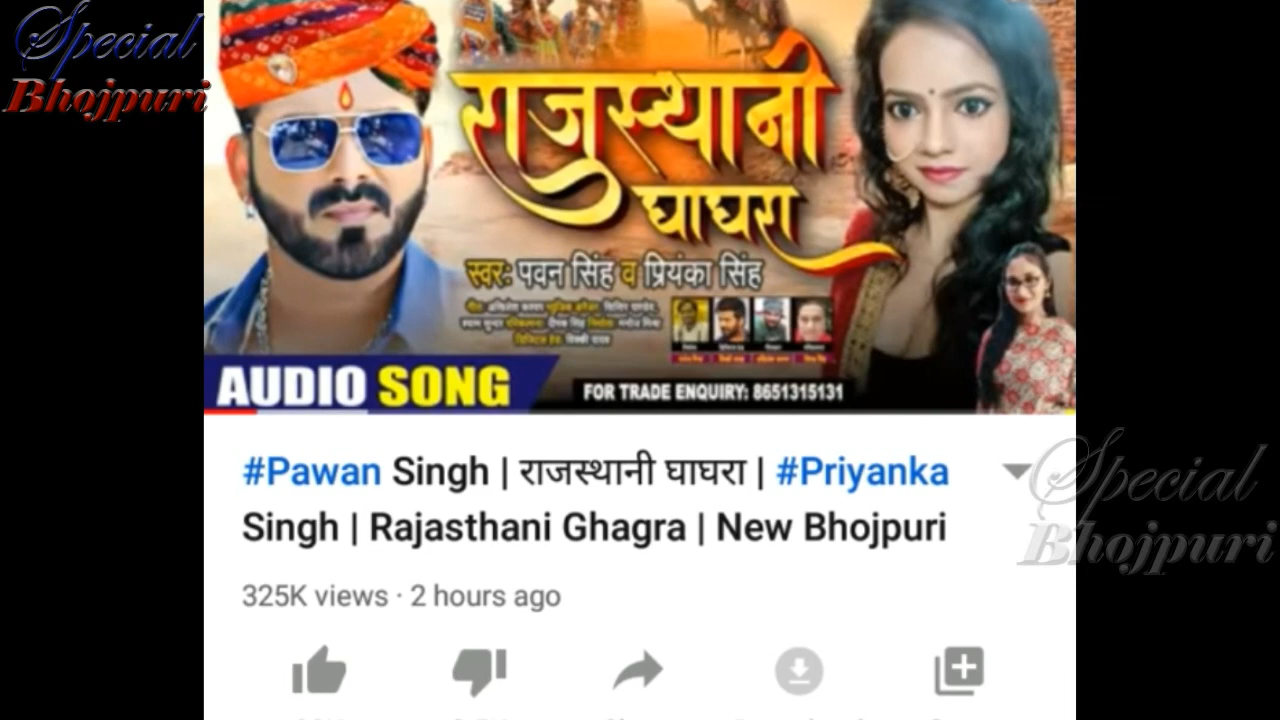 Special
Bhojpuri
राजस्थानी
घाघरा
स्वर: पवन सिंह व प्रियंका सिंह
AUDIO SONG
FOR TRADE ENQUIRY: 8651315131
#Pawan Singh | राजस्थानी घाघरा | #Priyanka
Singh | Rajasthani Ghagra | New Bhojpuri
325K views · 2 hours ago
Special
Bhojpuri